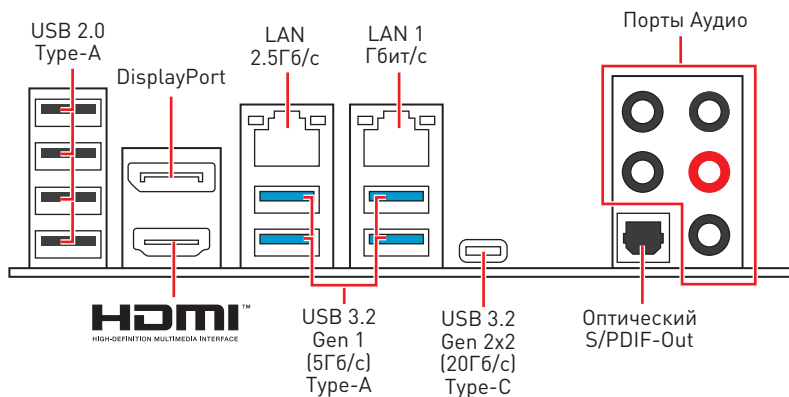 USB 2.0
Type-A
DisplayPort
LAN
2.5Гб/с
LAN 1
Гбит/с
Порты Аудио
HDMI™
HIGH-DEFINITION MULTIMEDIA INTERFACE
USB 3.2
Gen 1
(5Гб/с)
Type-A
USB 3.2
Gen 2x2
(20Гб/с)
Type-C
Оптический
S/PDIF-Out